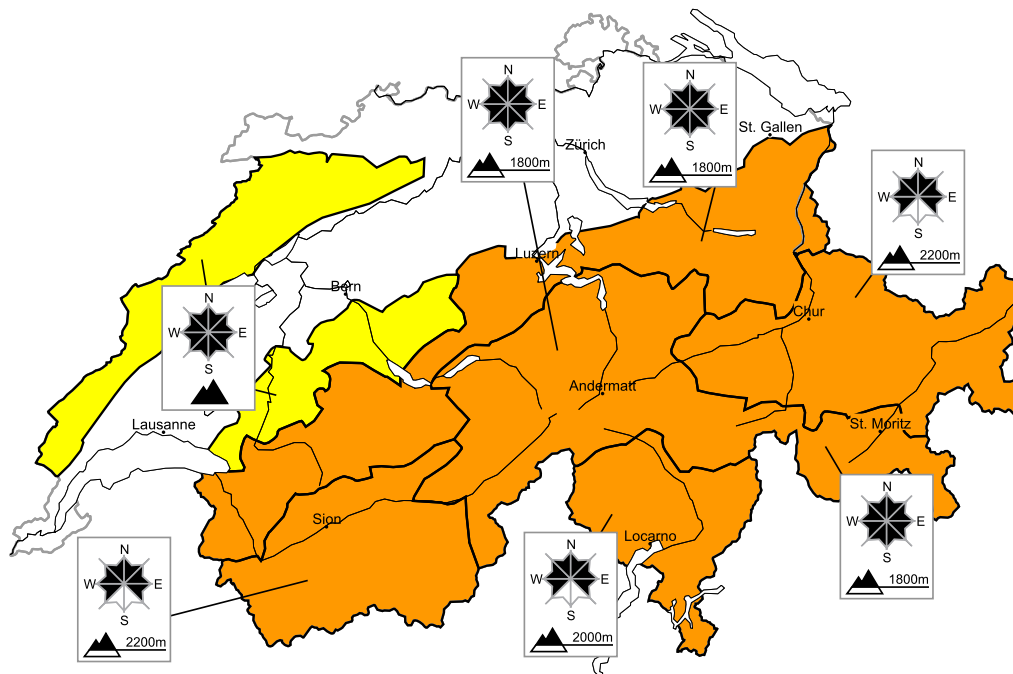 N
W E
S
1800m
N
W E
S
1800m
St. Gallen
Zürich
N
W E
S
2200m
Luzern
Bern
N
W E
S
Chur
Andermatt
Lausanne
St. Moritz
N
W E
S
1800m
Sion
Locarno
N
W E
S
2200m
N
W E
S
2000m